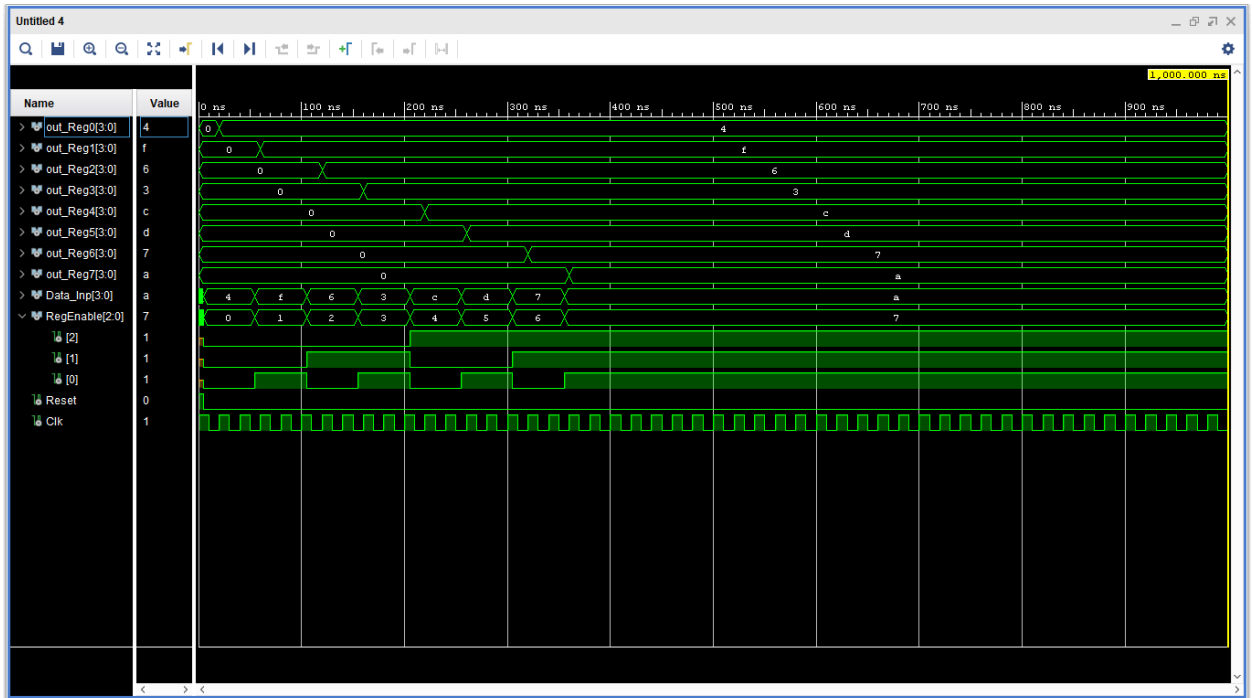 Untitled 4
1,000.000 ns
Name Value 0 ns 100 ns 200 ns 300 ns 400 ns 500 ns 600 ns 700 ns 800 ns 900 ns
out_Reg0[3:0] 4 0 4
out_Reg1[3:0] f 0 f
out_Reg2[3:0] 6 0 6
out_Reg3[3:0] 3 0 3
out_Reg4[3:0] c 0 c
out_Reg5[3:0] d 0 d
out_Reg6[3:0] 7 0 7
out_Reg7[3:0] a 0 a
Data_Inp[3:0] a 4 f 6 3 c d 7 a
RegEnable[2:0] 7 0 1 2 3 4 5 6 7
[2] 1
[1] 1
[0] 1
Reset 0
Clk 1